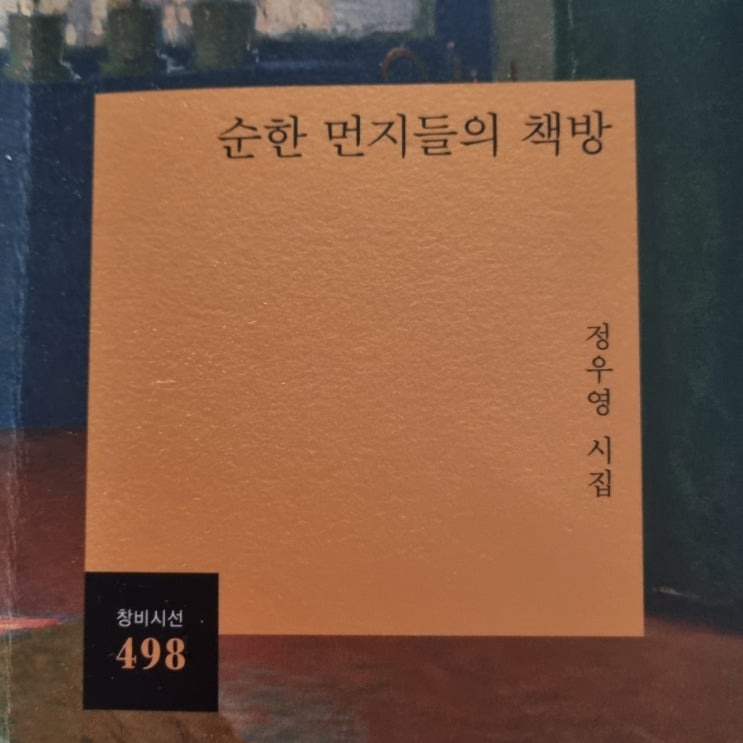 순한 먼지들의 책방
정우영 시집
창비시선
498